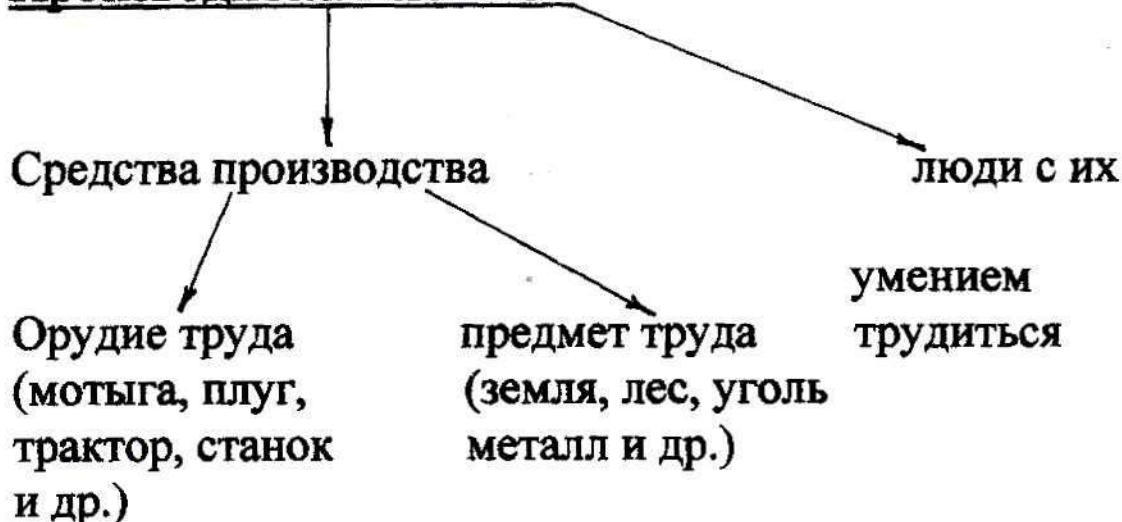 Средства производства
люди с их
умением
трудиться
Орудие труда
(мотыга, плуг,
трактор, станок
и др.)
предмет труда
(земля, лес, уголь
металл и др.)